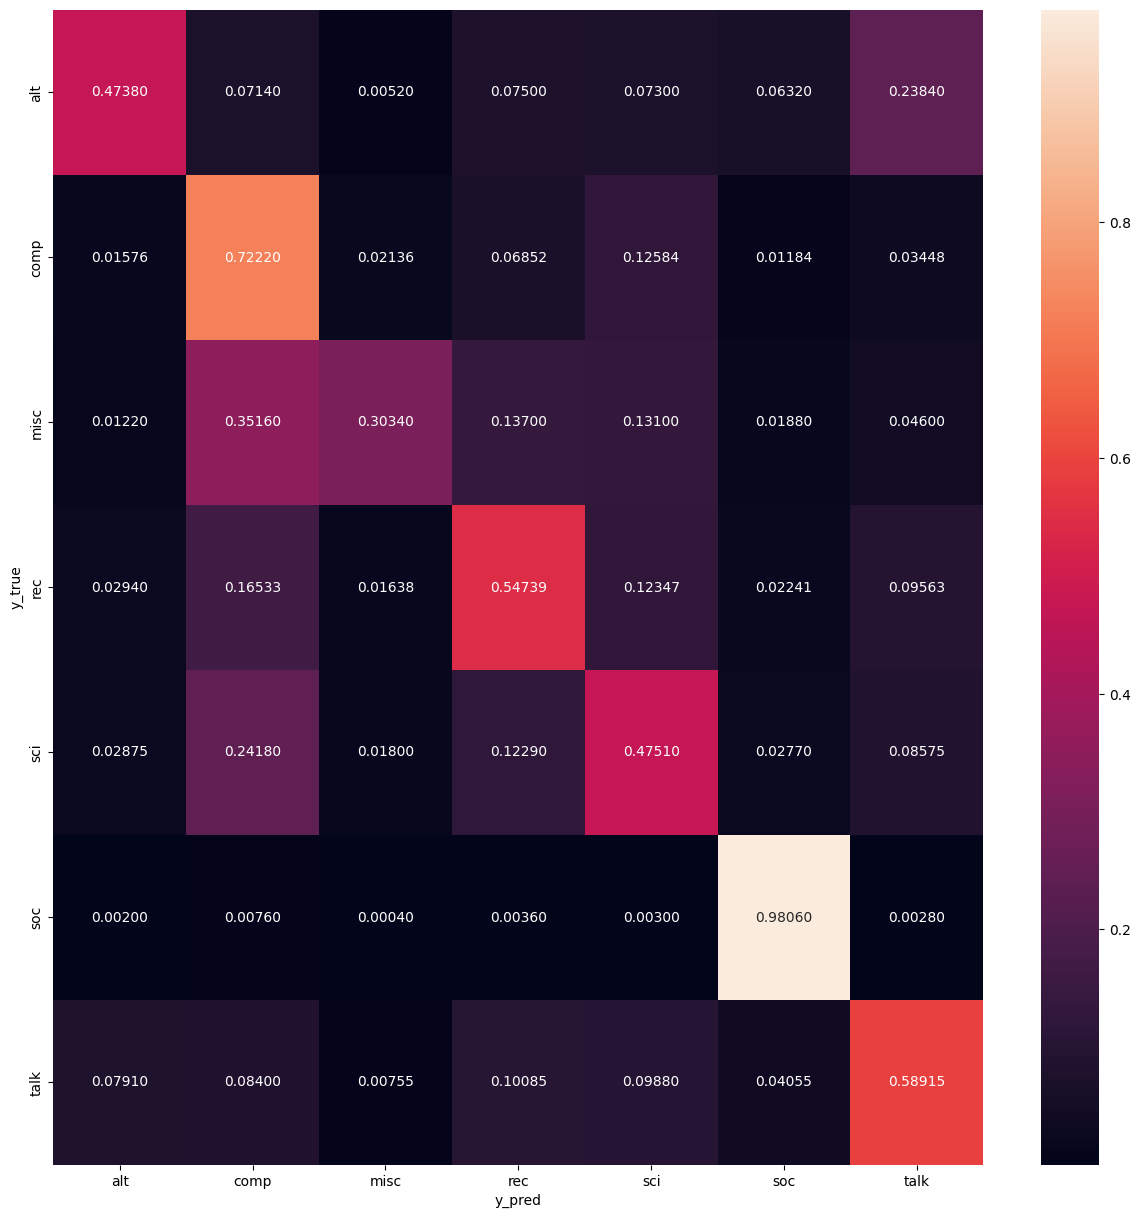 alt 0.47380 0.07140 0.00520 0.07500 0.07300 0.06320 0.23840
comp 0.01576 0.72220 0.02136 0.06852 0.12584 0.01184 0.03448
misc 0.01220 0.35160 0.30340 0.13700 0.13100 0.01880 0.04600
y_true
rec 0.02940 0.16533 0.01638 0.54739 0.12347 0.02241 0.09563
sci 0.02875 0.24180 0.01800 0.12290 0.47510 0.02770 0.08575
soc 0.00200 0.00760 0.00040 0.00360 0.00300 0.98060 0.00280
talk 0.07910 0.08400 0.00755 0.10085 0.09880 0.04055 0.58915
alt comp misc rec sci soc talk
y_pred
0.8
0.6
0.4
0.2